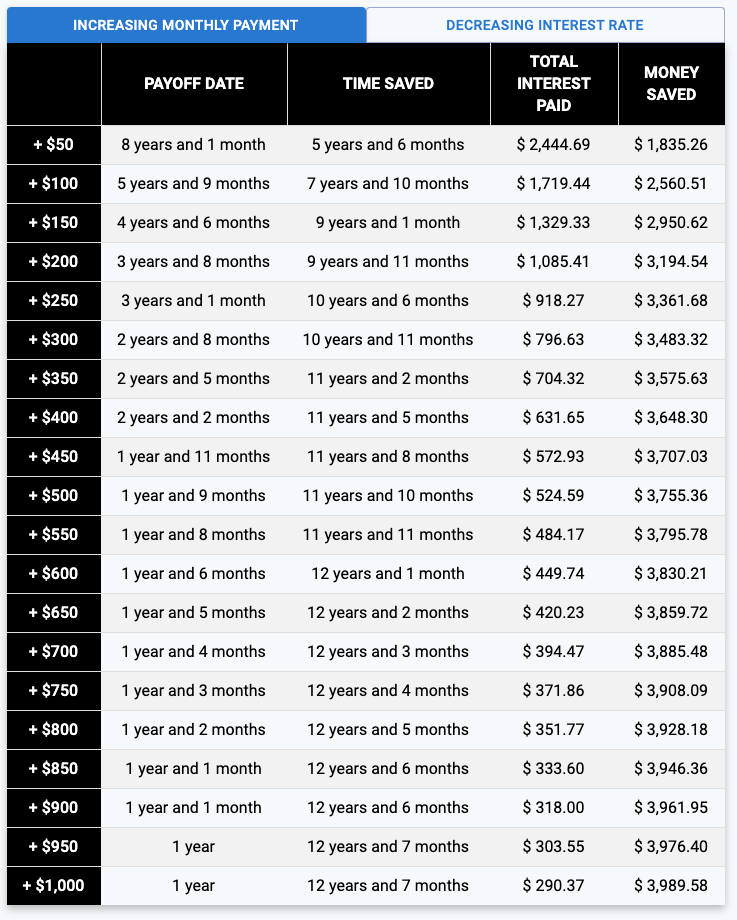 INCREASING MONTHLY PAYMENT DECREASING INTEREST RATE
PAYOFF DATE TIME SAVED TOTAL INTEREST PAID MONEY SAVED
+ $50 8 years and 1 month 5 years and 6 months $ 2,444.69 $ 1,835.26
+ $100 5 years and 9 months 7 years and 10 months $ 1,719.44 $ 2,560.51
+ $150 4 years and 6 months 9 years and 1 month $ 1,329.33 $ 2,950.62
+ $200 3 years and 8 months 9 years and 11 months $ 1,085.41 $ 3,194.54
+ $250 3 years and 1 month 10 years and 6 months $ 918.27 $ 3,361.68
+ $300 2 years and 8 months 10 years and 11 months $ 796.63 $ 3,483.32
+ $350 2 years and 5 months 11 years and 2 months $ 704.32 $ 3,575.63
+ $400 2 years and 2 months 11 years and 5 months $ 631.65 $ 3,648.30
+ $450 1 year and 11 months 11 years and 8 months $ 572.93 $ 3,707.03
+ $500 1 year and 9 months 11 years and 10 months $ 524.59 $ 3,755.36
+ $550 1 year and 8 months 11 years and 11 months $ 484.17 $ 3,795.78
+ $600 1 year and 6 months 12 years and 1 month $ 449.74 $ 3,830.21
+ $650 1 year and 5 months 12 years and 2 months $ 420.23 $ 3,859.72
+ $700 1 year and 4 months 12 years and 3 months $ 394.47 $ 3,885.48
+ $750 1 year and 3 months 12 years and 4 months $ 371.86 $ 3,908.09
+ $800 1 year and 2 months 12 years and 5 months $ 351.77 $ 3,928.18
+ $850 1 year and 1 month 12 years and 6 months $ 333.60 $ 3,946.36
+ $900 1 year and 1 month 12 years and 6 months $ 318.00 $ 3,961.95
+ $950 1 year 12 years and 7 months $ 303.55 $ 3,976.40
+ $1,000 1 year 12 years and 7 months $ 290.37 $ 3,989.58